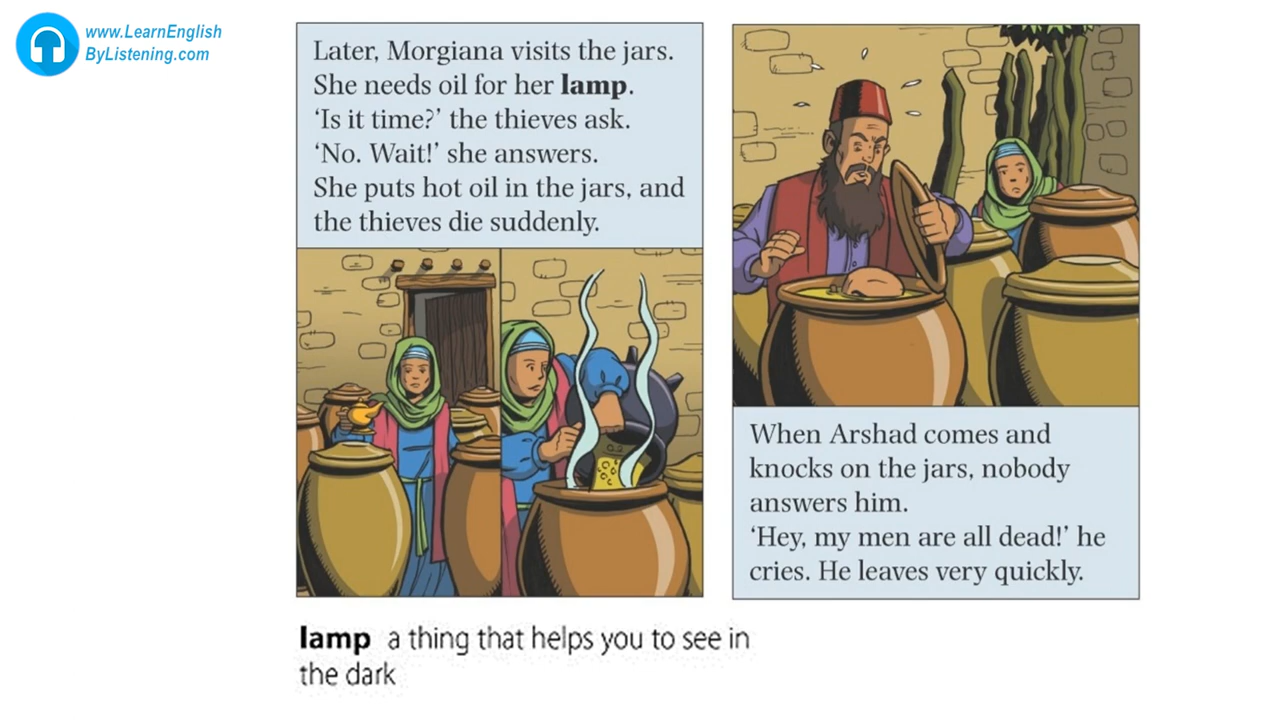 www.LearnEnglish
ByListening.com
Later, Morgiana visits the jars.
She needs oil for her lamp.
‘Is it time?’ the thieves ask.
‘No. Wait!’ she answers.
She puts hot oil in the jars, and
the thieves die suddenly.
When Arshad comes and
knocks on the jars, nobody
answers him.
‘Hey, my men are all dead!’ he
cries. He leaves very quickly.
lamp a thing that helps you to see in
the dark